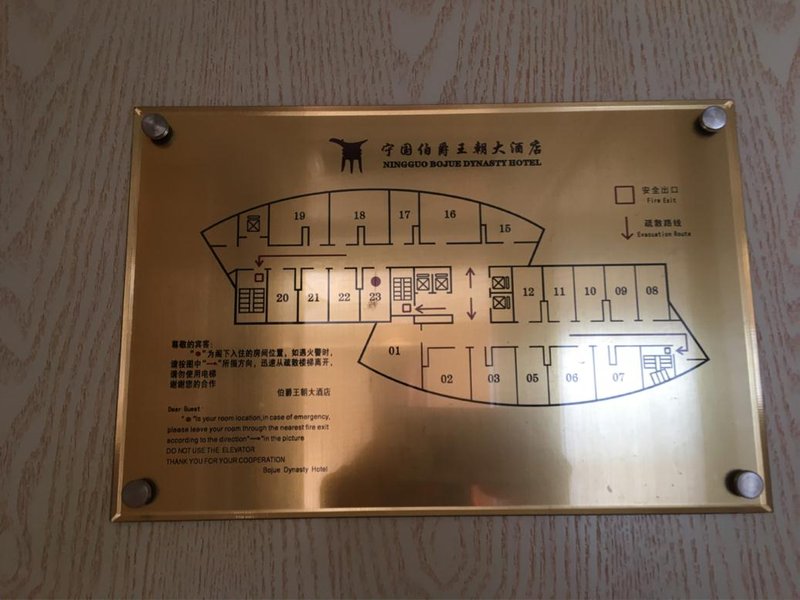 宁国伯爵王朝大酒店
NINGGUO BOJUE DYNASTY HOTEL
安全出口
Fire Exit
疏散路线
Evacuation Route
19
18
17
16
15
20
21
22
23
12
11
10
09
08
01
02
03
05
06
07
尊敬的宾客:
"●"为阁下入住的房间位置,如遇火警时,
请按图中"→"所指方向,迅速从疏散楼梯离开,
请勿使用电梯
谢谢您的合作
伯爵王朝大酒店
Dear Guest:
"●"is your room location,in case of emergency,
please leave your roam through the nearest fire exit
according to the direction"→"in the picture
DO NOT USE THE ELEVATOR
THANK YOU FOR YOUR COOPERATION
Bojue Dynasty Hotel